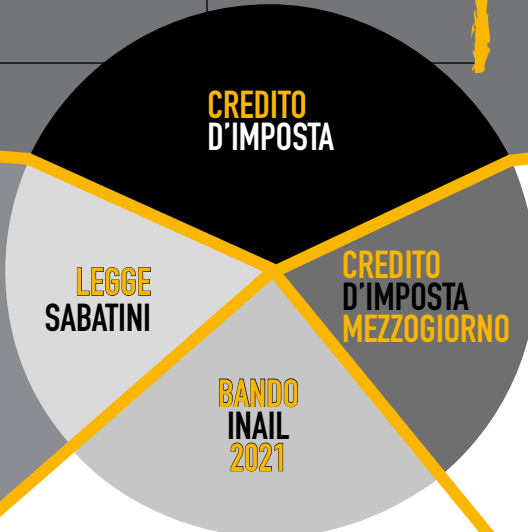 CREDITO
D'IMPOSTA
LEGGE
SABATINI
CREDITO
D'IMPOSTA
MEZZOGIORNO
BANDO
INAIL
2021